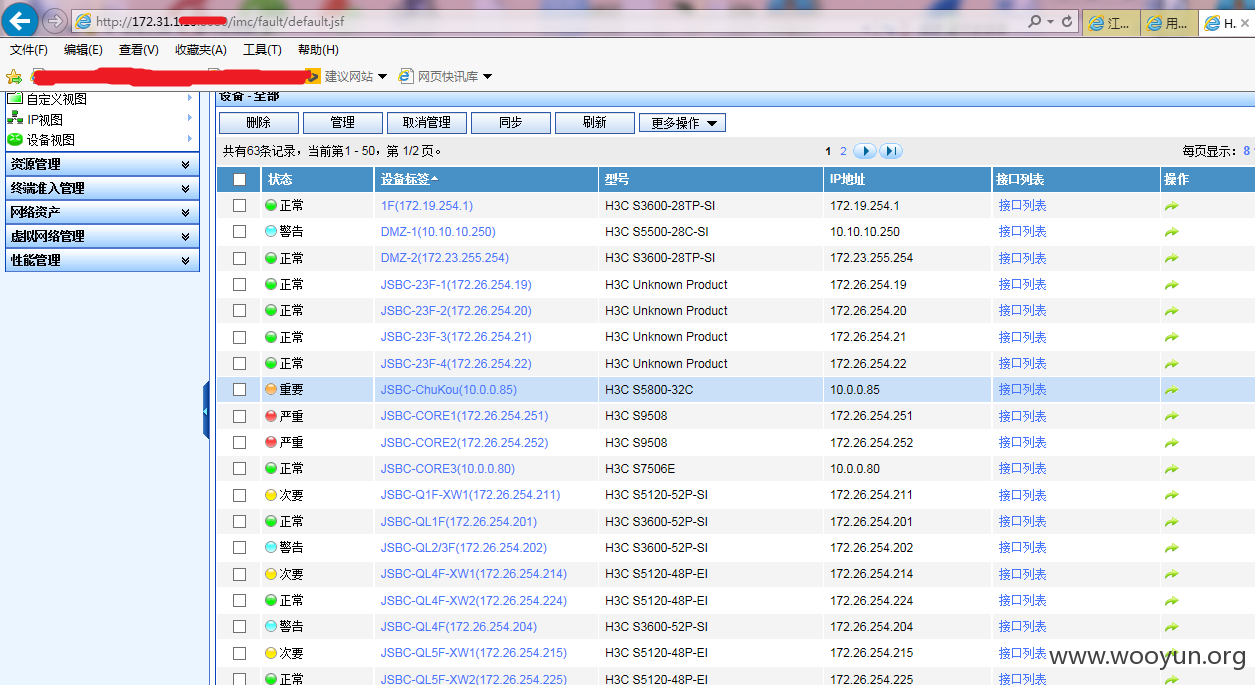 http://172.31.1. /imc/fault/default.jsf
江...
用...
H.
文件(F) 编辑(E) 查看(V) 收藏夹(A) 工具(T) 帮助(H)
建议网站 网页快讯库
自定义视图
IP视图
设备视图
资源管理
终端准入管理
网络资产
虚拟网络管理
性能管理
设备 - 全部
删除 管理 取消管理 同步 刷新 更多操作
共有63条记录，当前第1 - 50，第 1/2 页。 1 2 每页显示：8
状态 设备标签 型号 IP地址 接口列表 操作
正常 1F(172.19.254.1) H3C S3600-28TP-SI 172.19.254.1 接口列表
警告 DMZ-1(10.10.10.250) H3C S5500-28C-SI 10.10.10.250 接口列表
正常 DMZ-2(172.23.255.254) H3C S3600-28TP-SI 172.23.255.254 接口列表
正常 JSBC-23F-1(172.26.254.19) H3C Unknown Product 172.26.254.19 接口列表
正常 JSBC-23F-2(172.26.254.20) H3C Unknown Product 172.26.254.20 接口列表
正常 JSBC-23F-3(172.26.254.21) H3C Unknown Product 172.26.254.21 接口列表
正常 JSBC-23F-4(172.26.254.22) H3C Unknown Product 172.26.254.22 接口列表
重要 JSBC-ChuKou(10.0.0.85) H3C S5800-32C 10.0.0.85 接口列表
严重 JSBC-CORE1(172.26.254.251) H3C S9508 172.26.254.251 接口列表
严重 JSBC-CORE2(172.26.254.252) H3C S9508 172.26.254.252 接口列表
正常 JSBC-CORE3(10.0.0.80) H3C S7506E 10.0.0.80 接口列表
次要 JSBC-Q1F-XW1(172.26.254.211) H3C S5120-52P-SI 172.26.254.211 接口列表
正常 JSBC-QL1F(172.26.254.201) H3C S3600-52P-SI 172.26.254.201 接口列表
警告 JSBC-QL2/3F(172.26.254.202) H3C S3600-52P-SI 172.26.254.202 接口列表
次要 JSBC-QL4F-XW1(172.26.254.214) H3C S5120-48P-EI 172.26.254.214 接口列表
正常 JSBC-QL4F-XW2(172.26.254.224) H3C S5120-48P-EI 172.26.254.224 接口列表
警告 JSBC-QL4F(172.26.254.204) H3C S3600-52P-SI 172.26.254.204 接口列表
次要 JSBC-QL5F-XW1(172.26.254.215) H3C S5120-48P-EI 172.26.254.215 接口列表
正常 JSBC-QL5F-XW2(172.26.254.225) H3C S5120-48P-EI 172.26.254.225 接口列表
www.wooyun.org